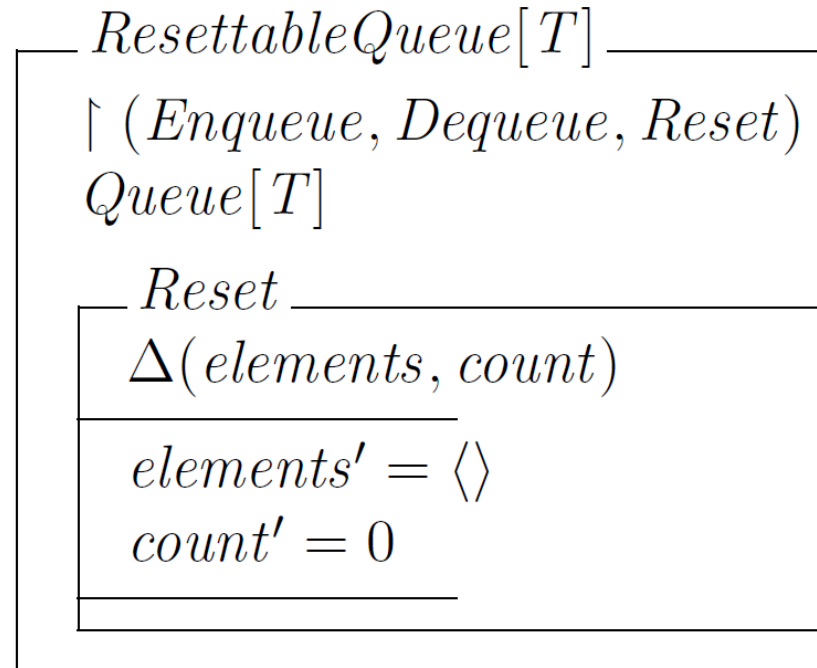 ResettableQueue[T]
↾ (Enqueue, Dequeue, Reset)
Queue[T]
Reset
Δ(elements, count)
elements′ = ⟨⟩
count′ = 0